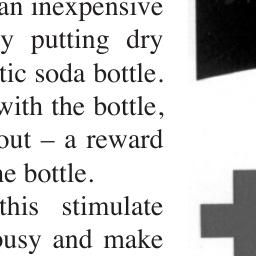 an inexpensive
y putting dry
tic soda bottle.
with the bottle,
out – a reward
he bottle.
this stimulate
busy and make